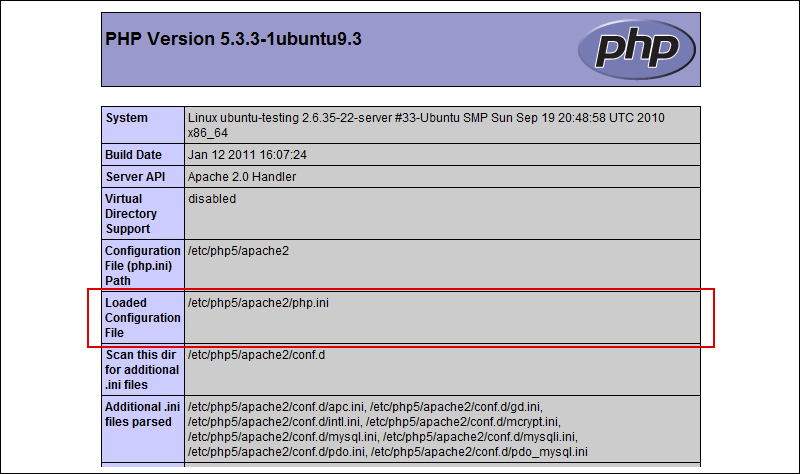 PHP Version 5.3.3-1ubuntu9.3
php
System
Linux ubuntu-testing 2.6.35-22-server #33-Ubuntu SMP Sun Sep 19 20:48:58 UTC 2010
x86_64
Build Date
Jan 12 2011 16:07:24
Server API
Apache 2.0 Handler
Virtual
Directory
Support
disabled
Configuration
File (php.ini)
Path
/etc/php5/apache2
Loaded
Configuration
File
/etc/php5/apache2/php.ini
Scan this dir
for additional
.ini files
/etc/php5/apache2/conf.d
Additional .ini
files parsed
/etc/php5/apache2/conf.d/apc.ini, /etc/php5/apache2/conf.d/gd.ini,
/etc/php5/apache2/conf.d/intl.ini, /etc/php5/apache2/conf.d/mcrypt.ini,
/etc/php5/apache2/conf.d/mysql.ini, /etc/php5/apache2/conf.d/mysqli.ini,
/etc/php5/apache2/conf.d/pdo.ini, /etc/php5/apache2/conf.d/pdo_mysql.ini